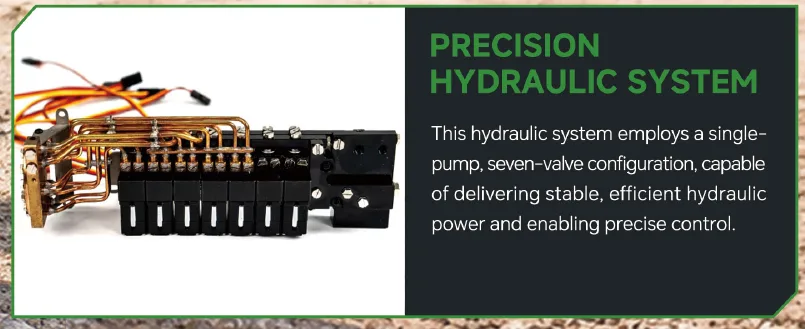 PRECISION
HYDRAULIC SYSTEM
This hydraulic system employs a single-
pump, seven-valve configuration, capable
of delivering stable, efficient hydraulic
power and enabling precise control.